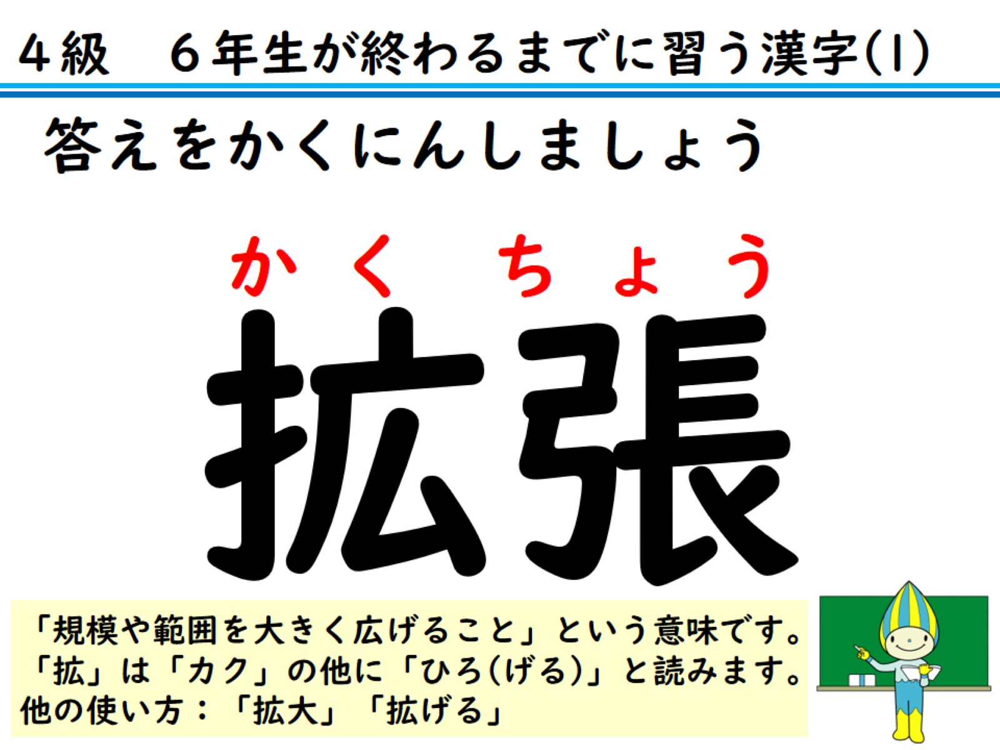 ４級　６年生が終わるまでに習う漢字(1)
答えをかくにんしましょう
かくちょう
拡張
「規模や範囲を大きく広げること」という意味です。
「拡」は「カク」の他に「ひろ(げる)」と読みます。
他の使い方：「拡大」「拡げる」